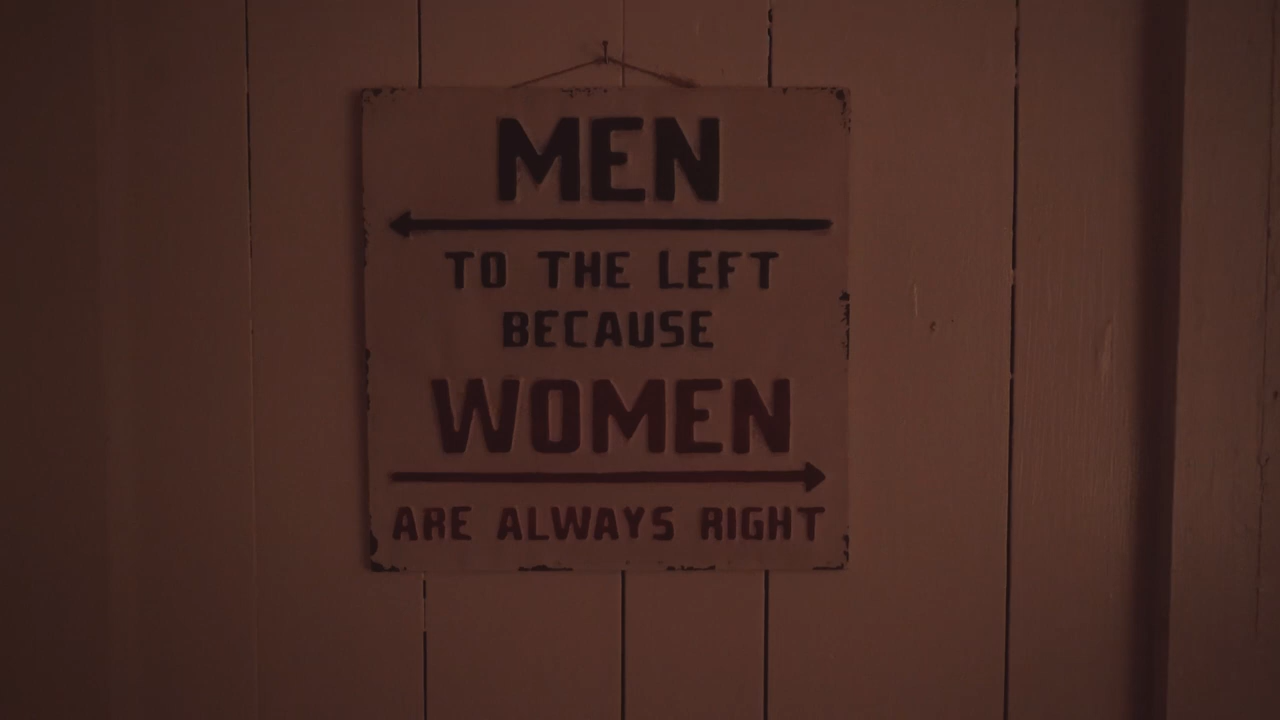 MEN
TO THE LEFT
BECAUSE
WOMEN
ARE ALWAYS RIGHT